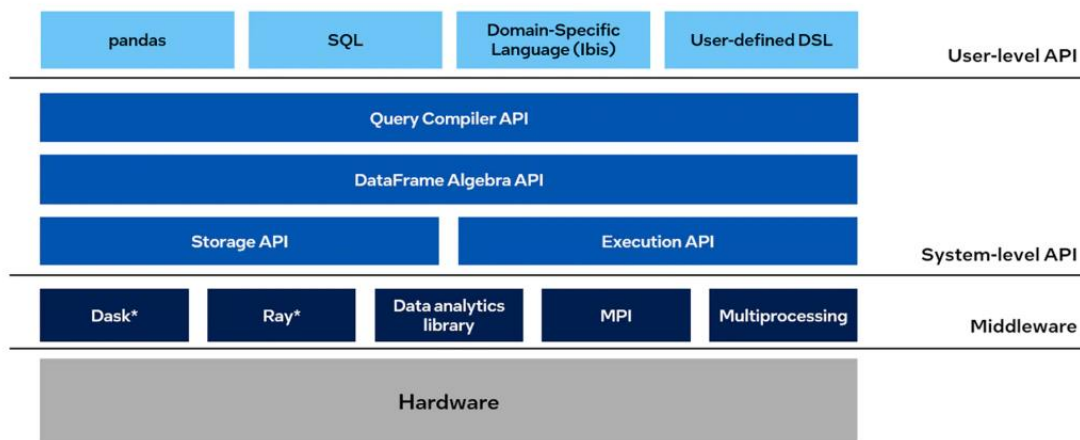 pandas
SQL
Domain-Specific
Language (Ibis)
User-defined DSL
User-level API
Query Compiler API
DataFrame Algebra API
Storage API
Execution API
System-level API
Dask*
Ray*
Data analytics
library
MPI
Multiprocessing
Middleware
Hardware